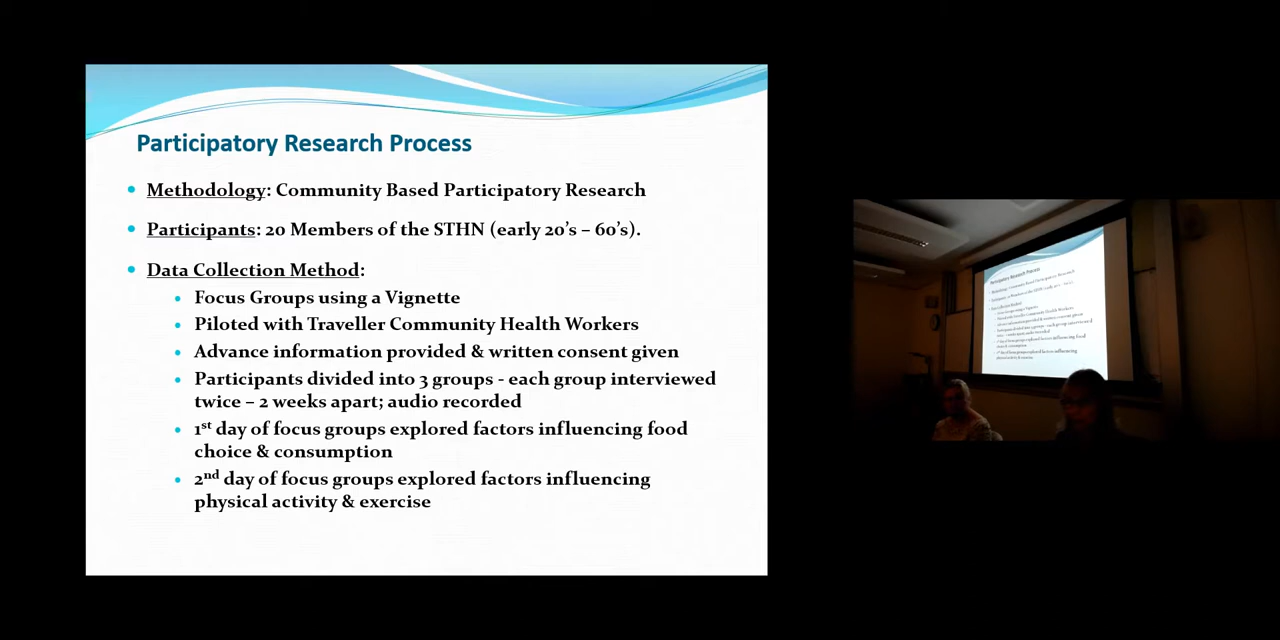 Participatory Research Process
Methodology: Community Based Participatory Research
Participants: 20 Members of the STHN (early 20's – 60's).
Data Collection Method:
Focus Groups using a Vignette
Piloted with Traveller Community Health Workers
Advance information provided & written consent given
Participants divided into 3 groups - each group interviewed
twice – 2 weeks apart; audio recorded
1st day of focus groups explored factors influencing food
choice & consumption
2nd day of focus groups explored factors influencing
physical activity & exercise
Participatory Research Process